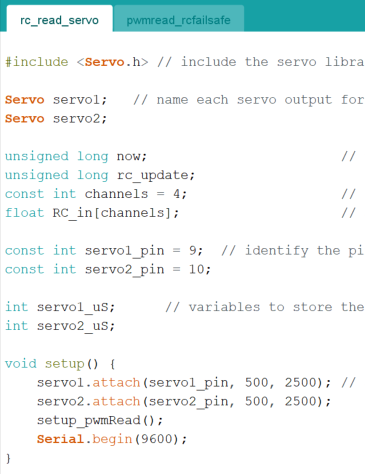 rc_read_servo pwmread_rcfailsafe
#include <Servo.h> // include the servo libra
Servo servo1;   // name each servo output for
Servo servo2;
unsigned long now;                        //
unsigned long rc_update;
const int channels = 4;                   //
float RC_in[channels];                    //
const int servo1_pin = 9;  // identify the pi
const int servo2_pin = 10;
int servo1_uS;      // variables to store the
int servo2_uS;
void setup() {
    servo1.attach(servo1_pin, 500, 2500); //
    servo2.attach(servo2_pin, 500, 2500);
    setup_pwmRead();
    Serial.begin(9600);
}